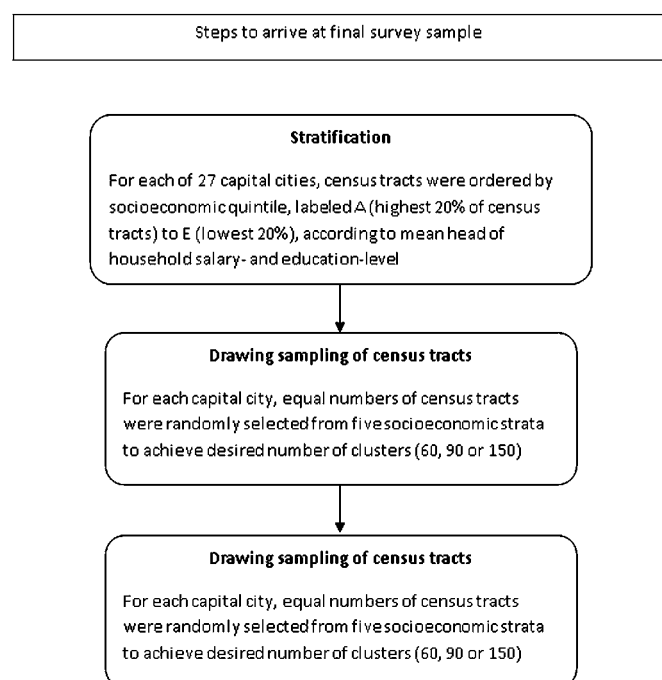 Steps to arrive at final survey sample
Stratification
For each of 27 capital cities, census tracts were ordered by
socioeconomic quintile, labeled A (highest 20% of census
tracts) to E (lowest 20%), according to mean head of
household salary- and education-level
Drawing sampling of census tracts
For each capital city, equal numbers of census tracts
were randomly selected from five socioeconomic strata
to achieve desired number of clusters (60, 90 or 150)
Drawing sampling of census tracts
For each capital city, equal numbers of census tracts
were randomly selected from five socioeconomic strata
to achieve desired number of clusters (60, 90 or 150)